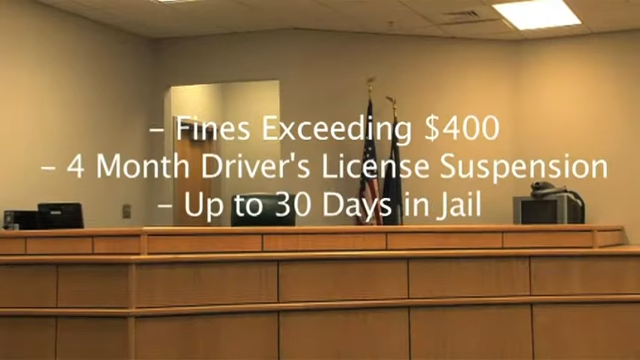 - Fines Exceeding $400
- 4 Month Driver's License Suspension
- Up to 30 Days in Jail